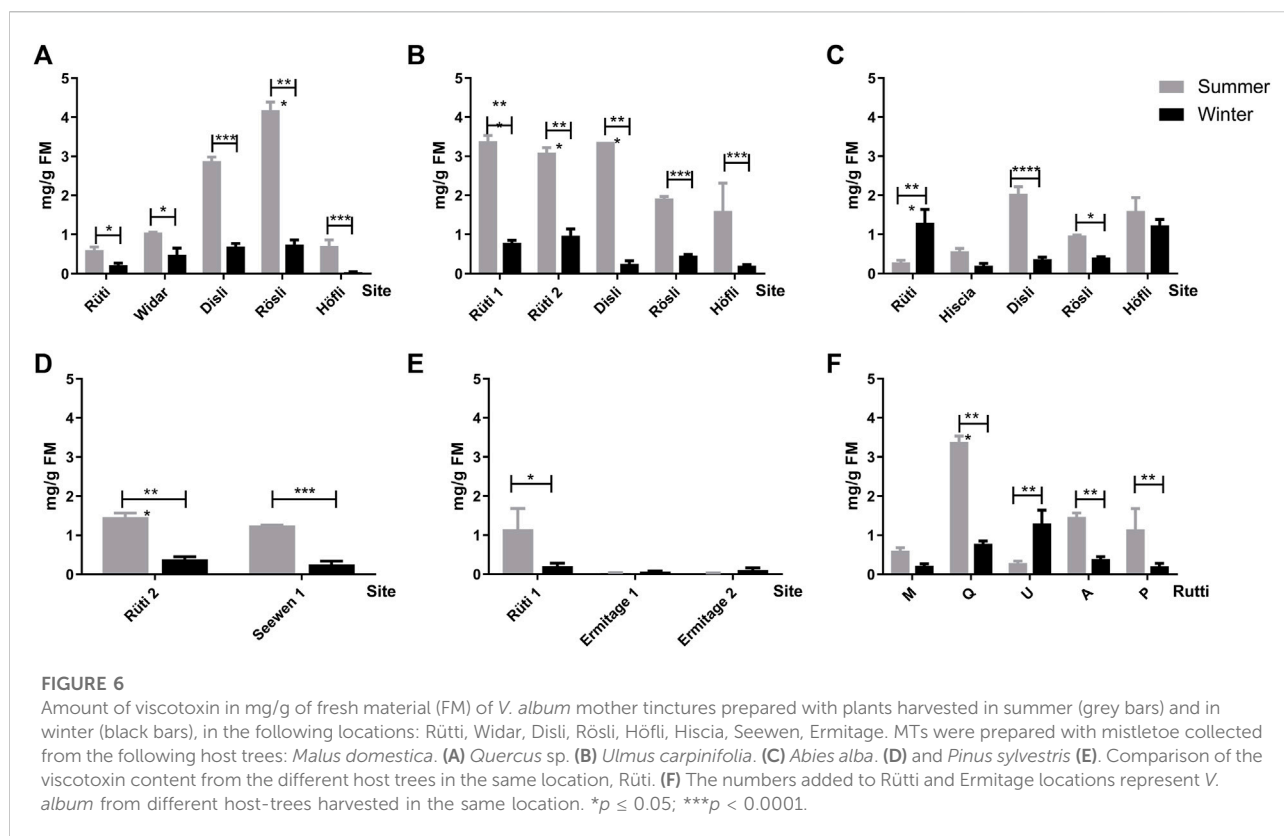 A
mg/g FM
5
4
3
2
1
0
*
*
***
**
*
***
Rüti
Widar
Disli
Rösli
Höfli
Site
B
mg/g FM
5
4
3
2
1
0
**
*
**
*
**
*
***
***
Rüti 1
Rüti 2
Disli
Rösli
Höfli
Site
C
mg/g FM
5
4
3
2
1
0
**
*
****
*
Rüti
Hiscia
Disli
Rösli
Höfli
Site
Summer
Winter
D
mg/g FM
5
4
3
2
1
0
**
*
***
Rüti 2
Seewen 1
Site
E
mg/g FM
5
4
3
2
1
0
*
Rüti 1
Ermitage 1
Ermitage 2
Site
F
mg/g FM
5
4
3
2
1
0
**
*
**
**
**
M
Q
U
A
P
Rutti
FIGURE 6
Amount of viscotoxin in mg/g of fresh material (FM) of V. album mother tinctures prepared with plants harvested in summer (grey bars) and in
winter (black bars), in the following locations: Rütti, Widar, Disli, Rösli, Höfli, Hiscia, Seewen, Ermitage. MTs were prepared with mistletoe collected
from the following host trees: Malus domestica. (A) Quercus sp. (B) Ulmus carpinifolia. (C) Abies alba. (D) and Pinus sylvestris (E). Comparison of the
viscotoxin content from the different host trees in the same location, Rüti. (F) The numbers added to Rütti and Ermitage locations represent V.
album from different host-trees harvested in the same location. *p ≤ 0.05; ***p < 0.0001.